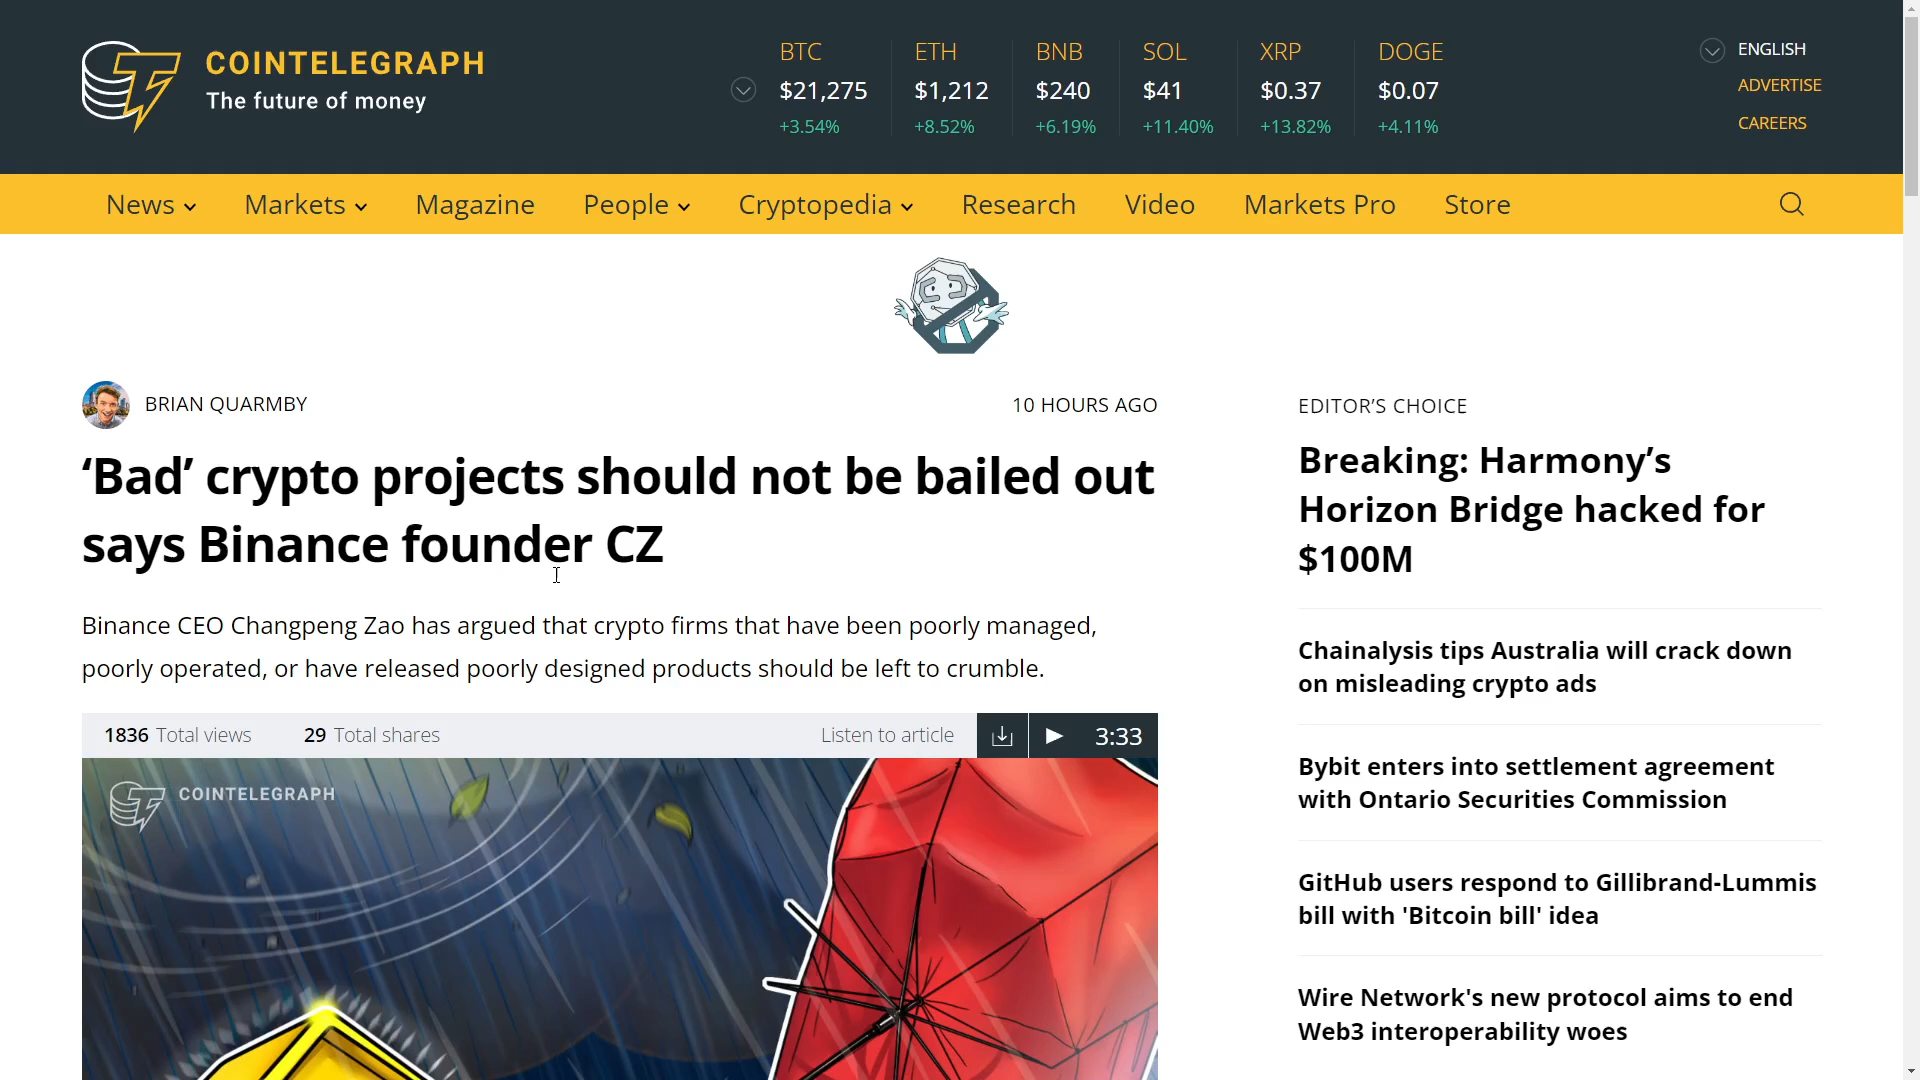 COINTELEGRAPH
The future of money
BTC
$21,275
+3.54%
ETH
$1,212
+8.52%
BNB
$240
+6.19%
SOL
$41
+11.40%
XRP
$0.37
+13.82%
DOGE
$0.07
+4.11%
ENGLISH
ADVERTISE
CAREERS
News
Markets
Magazine
People
Cryptopedia
Research
Video
Markets Pro
Store
BRIAN QUARMBY
10 HOURS AGO
‘Bad’ crypto projects should not be bailed out
says Binance founder CZ
Binance CEO Changpeng Zao has argued that crypto firms that have been poorly managed,
poorly operated, or have released poorly designed products should be left to crumble.
1836 Total views
29 Total shares
Listen to article
3:33
COINTELEGRAPH
EDITOR’S CHOICE
Breaking: Harmony’s
Horizon Bridge hacked for
$100M
Chainalysis tips Australia will crack down
on misleading crypto ads
Bybit enters into settlement agreement
with Ontario Securities Commission
GitHub users respond to Gillibrand-Lummis
bill with 'Bitcoin bill' idea
Wire Network's new protocol aims to end
Web3 interoperability woes